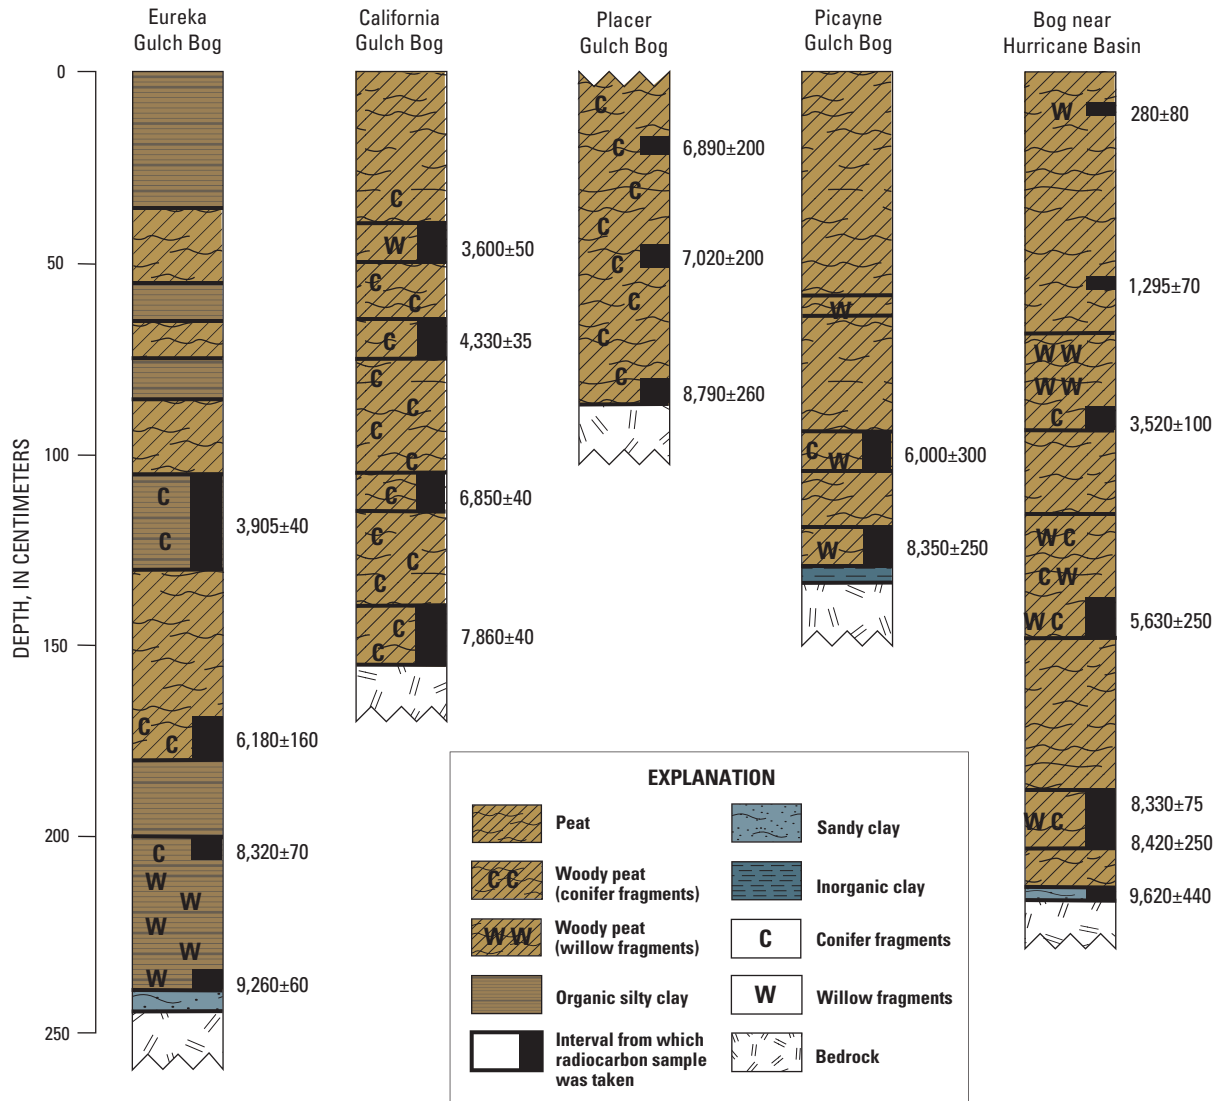 Eureka
Gulch Bog
California
Gulch Bog
Placer
Gulch Bog
Picayne
Gulch Bog
Bog near
Hurricane Basin
DEPTH, IN CENTIMETERS
0
50
100
150
200
250
C
C
3,905±40
C
C
6,180±160
C
8,320±70
W
W
W
W
W
9,260±60
C
W
3,600±50
C
C
C
4,330±35
C
C
C
C
C
6,850±40
C
C
C
C
C
7,860±40
C
C
6,890±200
C
C
C
7,020±200
C
C
C
8,790±260
W
C W
6,000±300
W
8,350±250
W
280±80
1,295±70
W W
W W
C
3,520±100
W C
C W
W C
5,630±250
W C
8,330±75
8,420±250
9,620±440
EXPLANATION
Peat
C C
Woody peat
(conifer fragments)
W W
Woody peat
(willow fragments)
Organic silty clay
Interval from which
radiocarbon sample
was taken
Sandy clay
Inorganic clay
C
Conifer fragments
W
Willow fragments
Bedrock